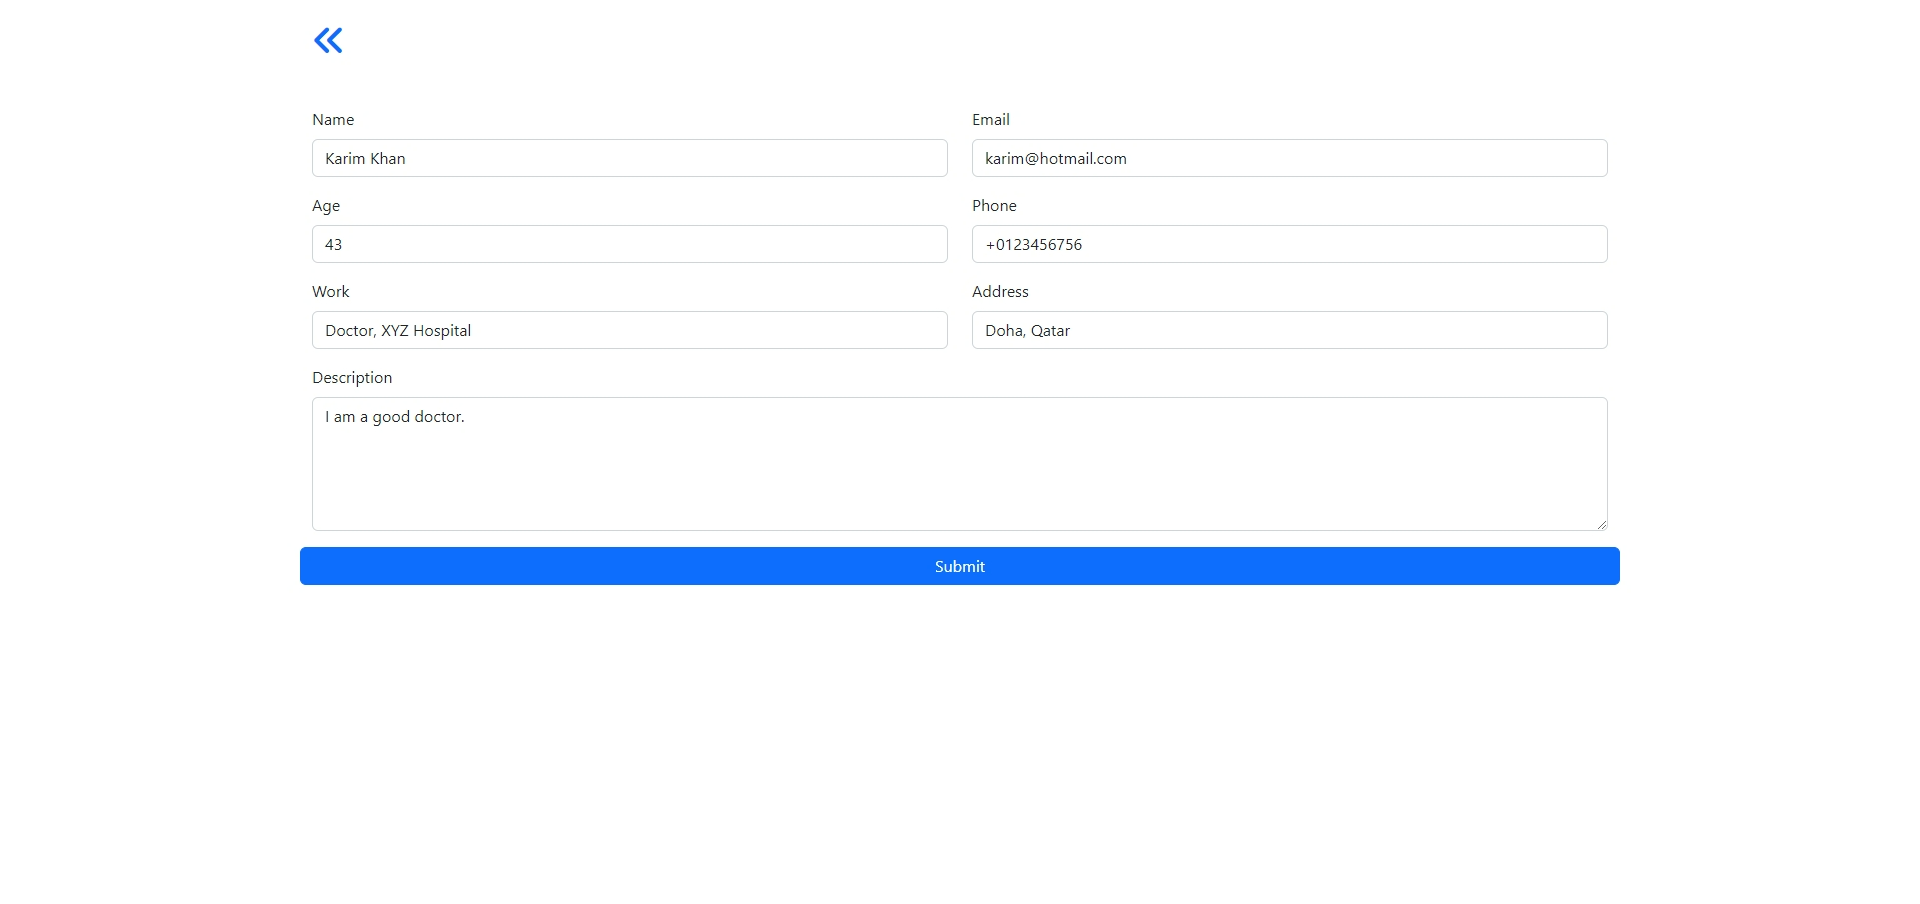 Name
Email
Karim Khan
karim@hotmail.com
Age
Phone
43
+0123456756
Work
Address
Doctor, XYZ Hospital
Doha, Qatar
Description
I am a good doctor.
Submit